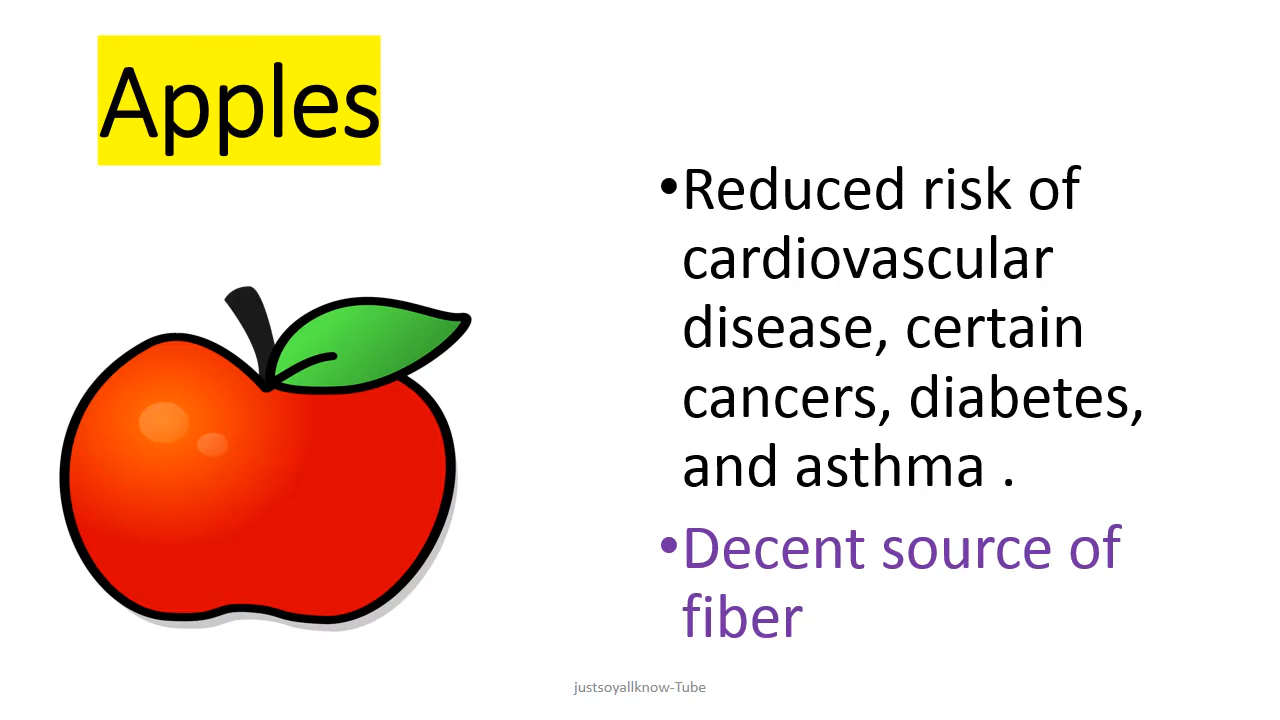 Apples
•Reduced risk of
cardiovascular
disease, certain
cancers, diabetes,
and asthma .
•Decent source of
fiber
justsoyallknow-Tube